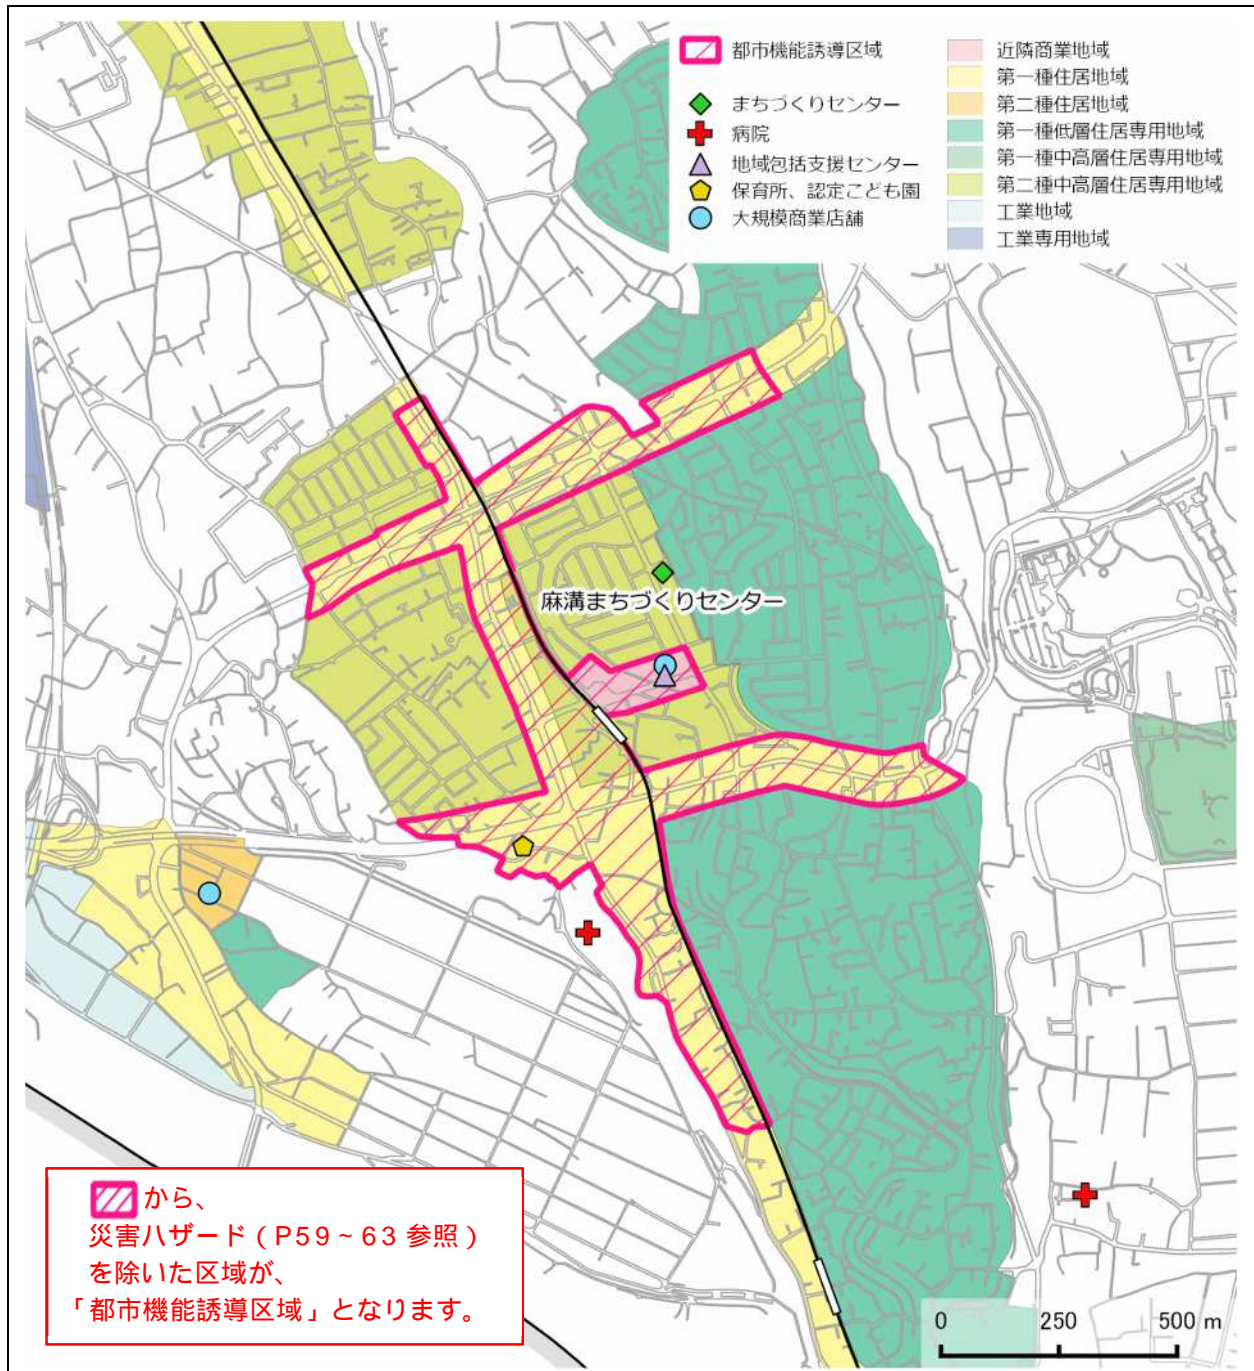 都市機能誘導区域
まちづくりセンター
病院
地域包括支援センター
保育所、認定こども園
大規模商業店舗
近隣商業地域
第一種住居地域
第二種住居地域
第一種低層住居専用地域
第一種中高層住居専用地域
第二種中高層住居専用地域
工業地域
工業専用地域
麻溝まちづくりセンター
から、
災害ハザード（P59~63 参照）
を除いた区域が、
「都市機能誘導区域」となります。
0 250 500 m